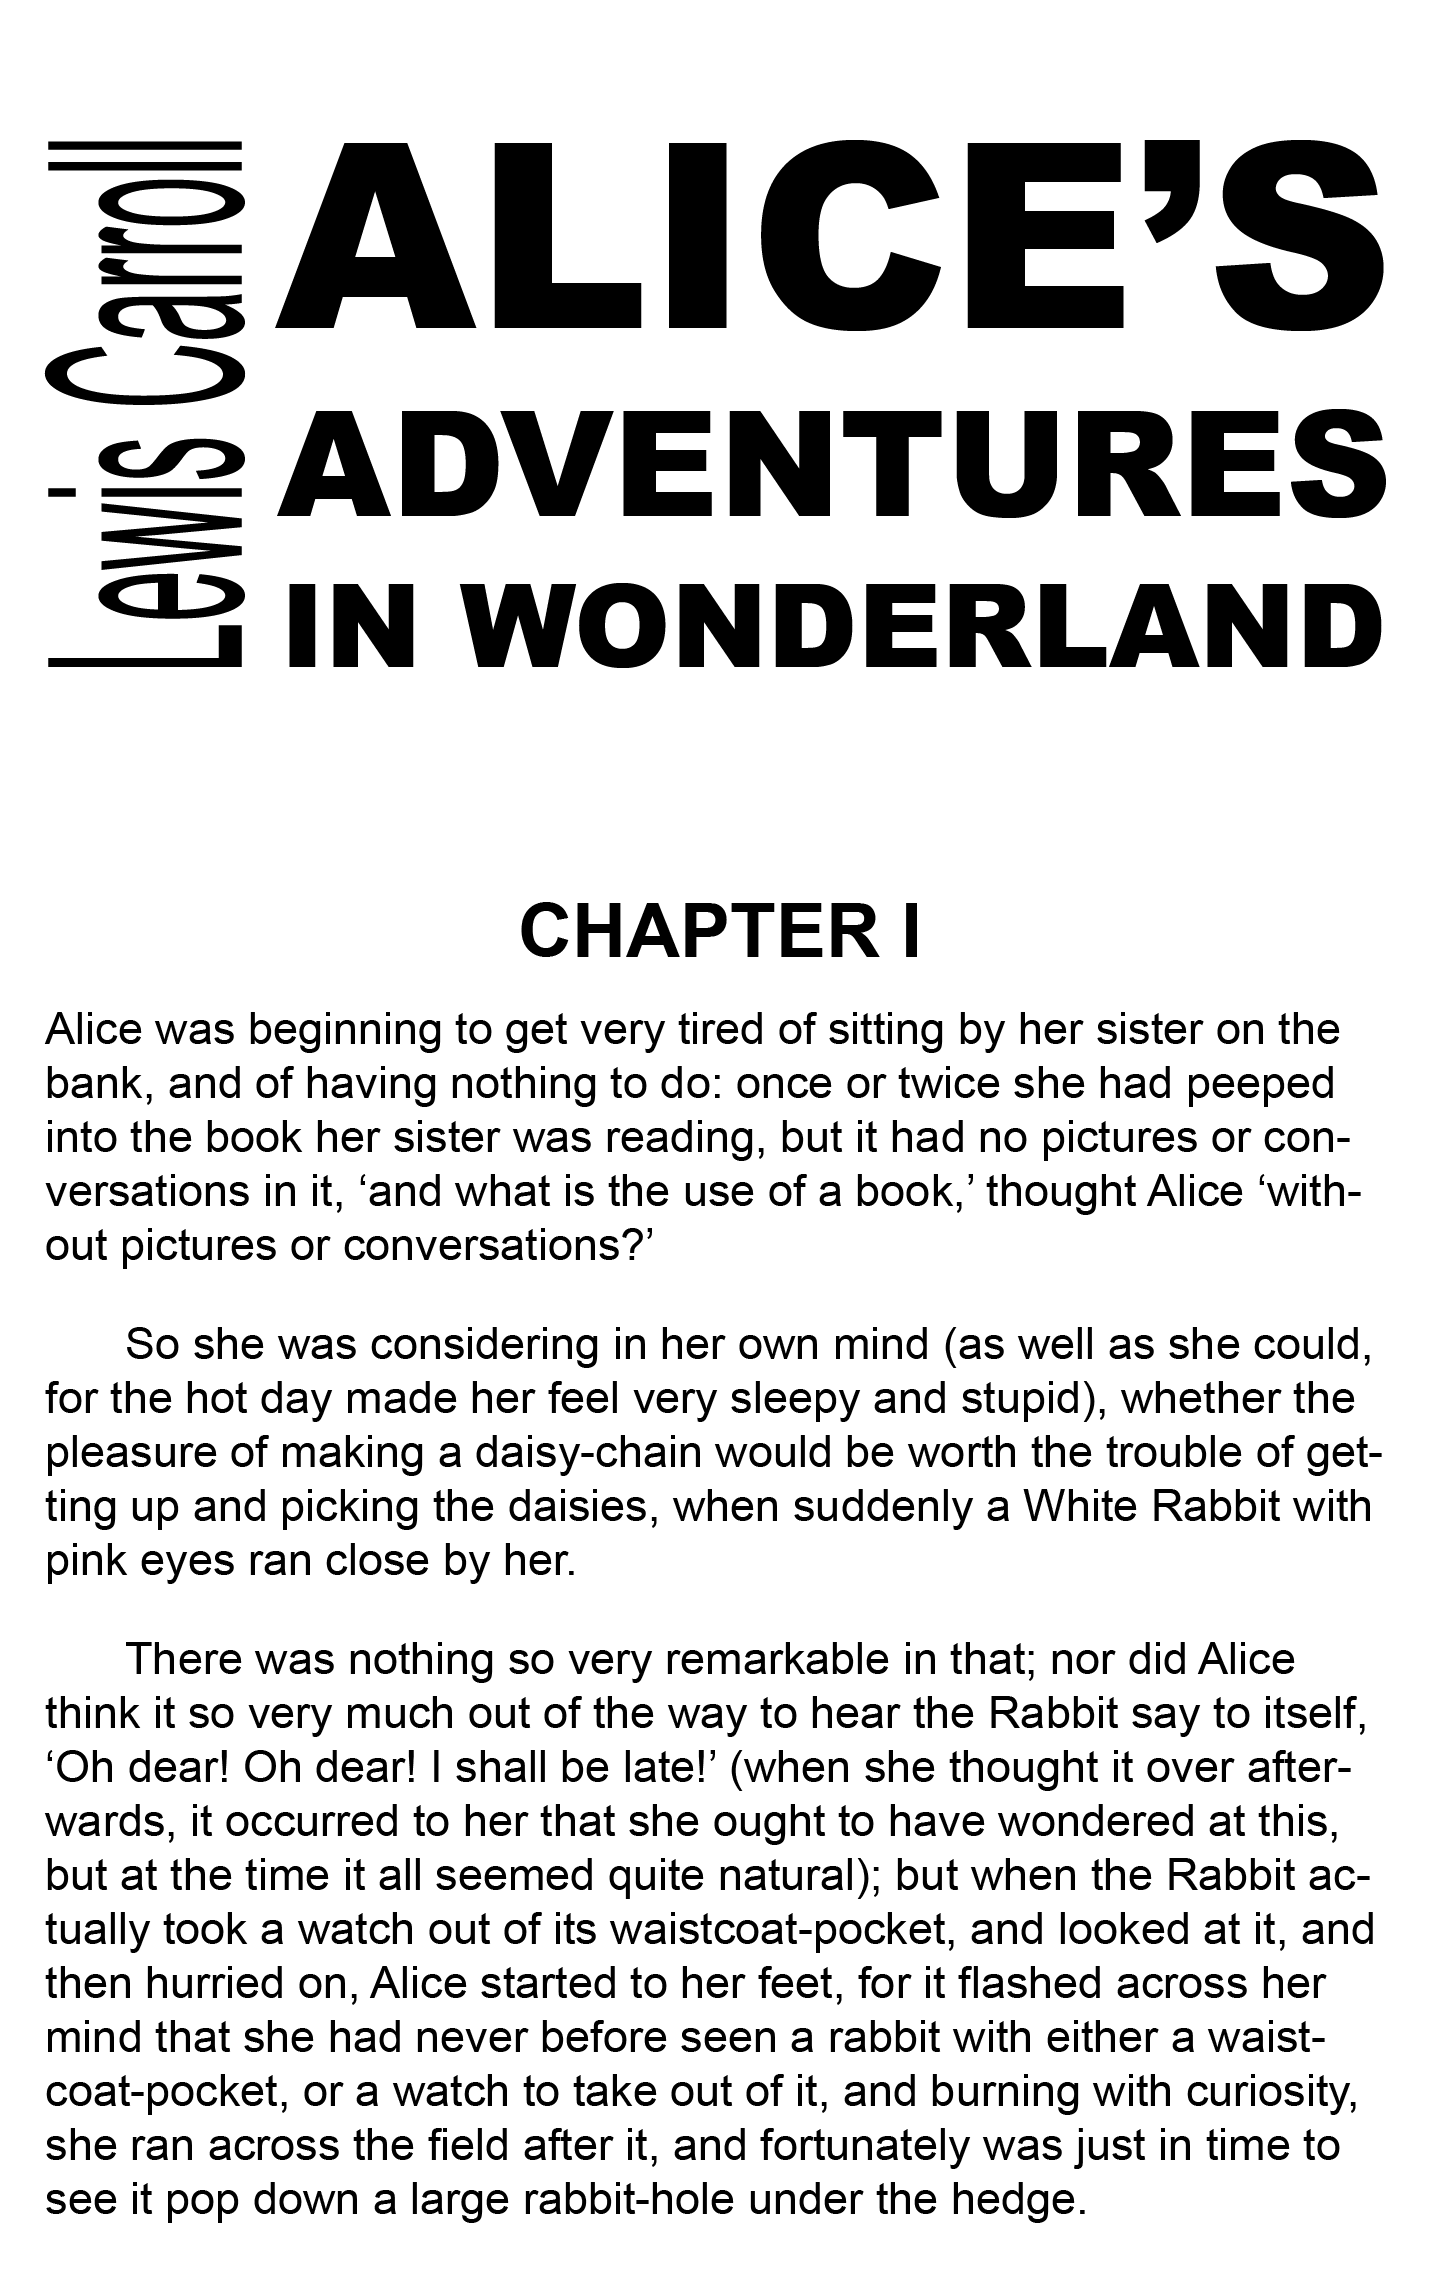 Lewis Carroll
ALICE’S
ADVENTURES
IN WONDERLAND
CHAPTER I
Alice was beginning to get very tired of sitting by her sister on the
bank, and of having nothing to do: once or twice she had peeped
into the book her sister was reading, but it had no pictures or con-
versations in it, ‘and what is the use of a book,’ thought Alice ‘with-
out pictures or conversations?’
So she was considering in her own mind (as well as she could,
for the hot day made her feel very sleepy and stupid), whether the
pleasure of making a daisy-chain would be worth the trouble of get-
ting up and picking the daisies, when suddenly a White Rabbit with
pink eyes ran close by her.
There was nothing so very remarkable in that; nor did Alice
think it so very much out of the way to hear the Rabbit say to itself,
‘Oh dear! Oh dear! I shall be late!’ (when she thought it over after-
wards, it occurred to her that she ought to have wondered at this,
but at the time it all seemed quite natural); but when the Rabbit ac-
tually took a watch out of its waistcoat-pocket, and looked at it, and
then hurried on, Alice started to her feet, for it flashed across her
mind that she had never before seen a rabbit with either a waist-
coat-pocket, or a watch to take out of it, and burning with curiosity,
she ran across the field after it, and fortunately was just in time to
see it pop down a large rabbit-hole under the hedge.